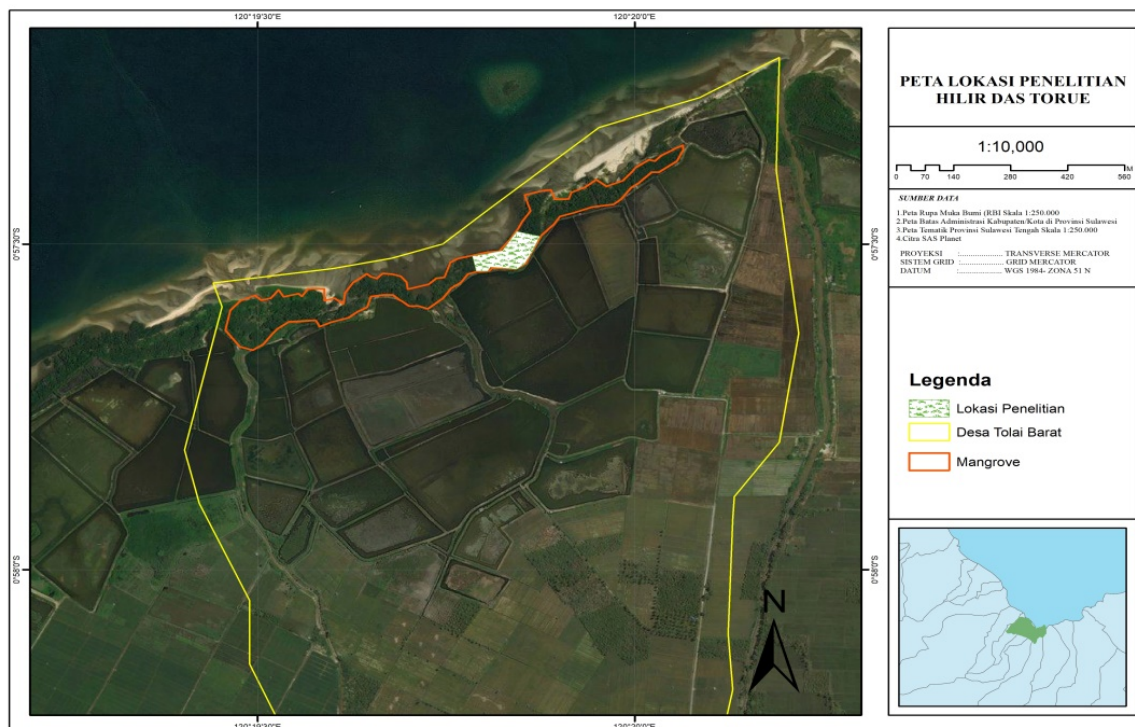 120°19'30"E
120°20'0"E
0°57'30"S
0°58'0"S
0°57'30"S
0°58'0"S
120°19'30"E
120°20'0"E
N
PETA LOKASI PENELITIAN
HILIR DAS TORUE
1:10,000
0 70 140 280 420 560
M
SUMBER DATA
1.Peta Rupa Muka Bumi (RBI Skala 1:250.000
2.Peta Batas Administrasi Kabupaten/Kota di Provinsi Sulawesi
3.Peta Tematik Provinsi Sulawesi Tengah Skala 1:250.000
4.Citra SAS Planet
PROYEKSI :...................... TRANSVERSE MERCATOR
SISTEM GRID :..................... GRID MERCATOR
DATUM :..................... WGS 1984- ZONA 51 N
Legenda
Lokasi Penelitian
Desa Tolai Barat
Mangrove